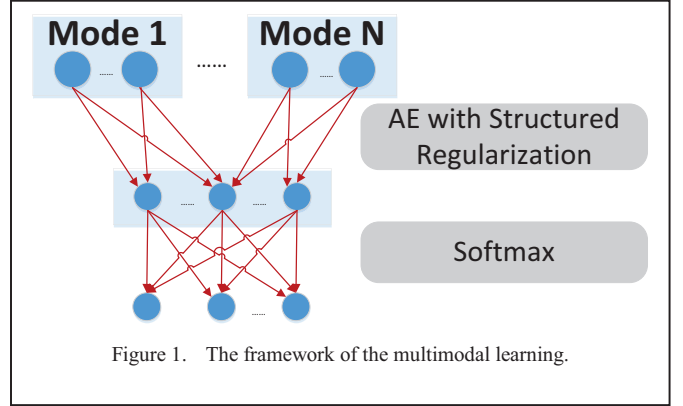 Mode 1 Mode N
...... ...... ......
AE with Structured
Regularization
...... ......
Softmax
......
Figure 1. The framework of the multimodal learning.